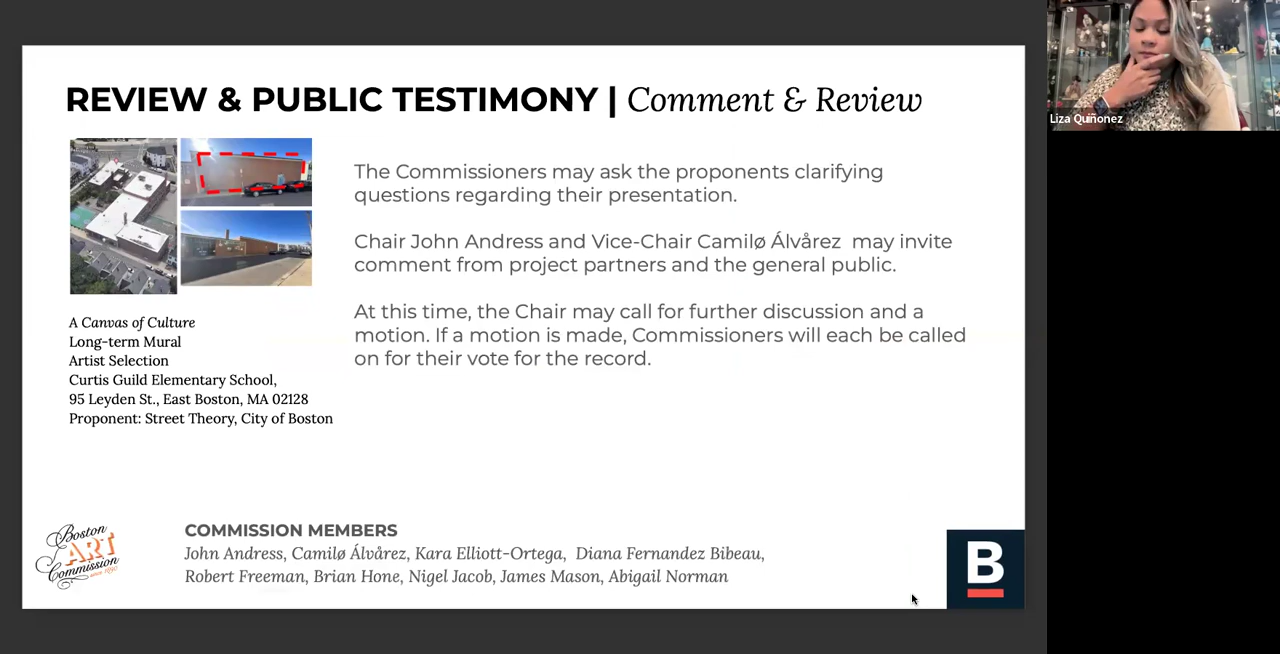 REVIEW & PUBLIC TESTIMONY | Comment & Review
The Commissioners may ask the proponents clarifying
questions regarding their presentation.
Chair John Andress and Vice-Chair Camilø Álvårez may invite
comment from project partners and the general public.
At this time, the Chair may call for further discussion and a
motion. If a motion is made, Commissioners will each be called
on for their vote for the record.
A Canvas of Culture
Long-term Mural
Artist Selection
Curtis Guild Elementary School,
95 Leyden St., East Boston, MA 02128
Proponent: Street Theory, City of Boston
COMMISSION MEMBERS
John Andress, Camilø Álvårez, Kara Elliott-Ortega, Diana Fernandez Bibeau,
Robert Freeman, Brian Hone, Nigel Jacob, James Mason, Abigail Norman
Boston
ART
Commission
since 1890
B
Liza Quiñonez